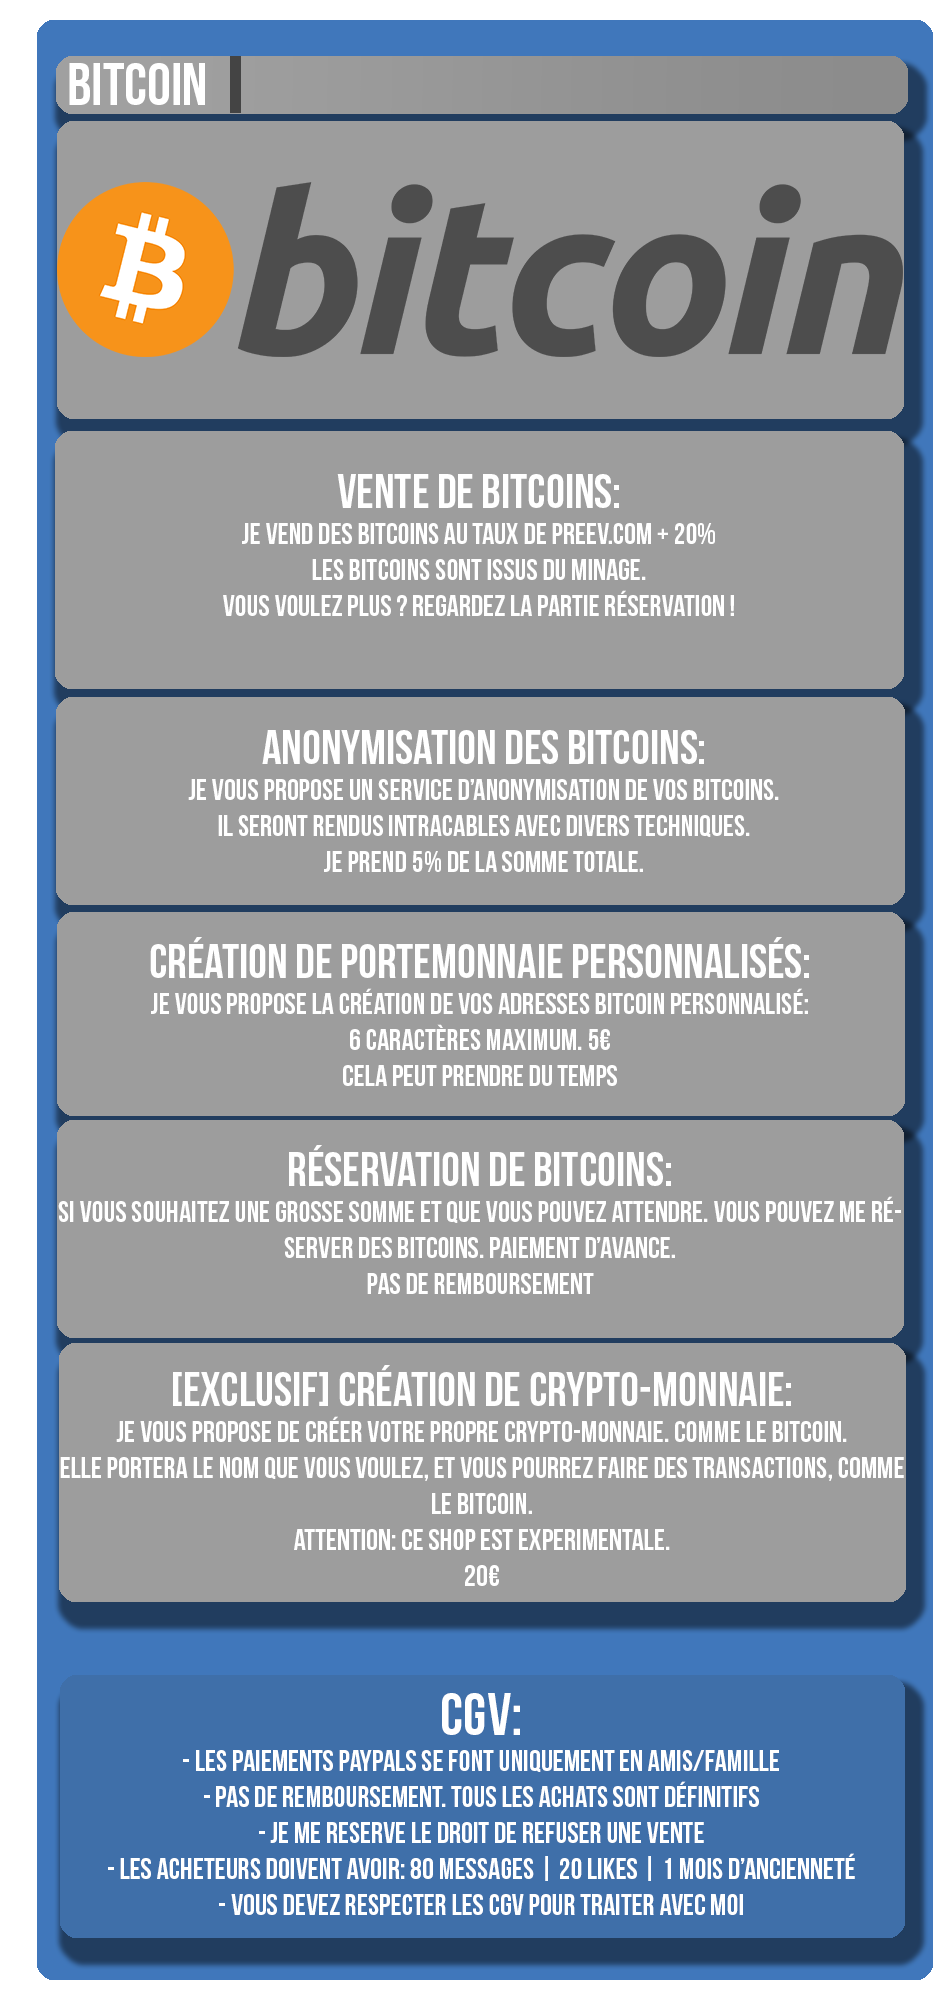 BITCOIN
bitcoin
VENTE DE BITCOINS:
JE VEND DES BITCOINS AU TAUX DE PREEV.COM + 20%
LES BITCOINS SONT ISSUS DU MINAGE.
VOUS VOULEZ PLUS ? REGARDEZ LA PARTIE RÉSERVATION !
ANONYMISATION DES BITCOINS:
JE VOUS PROPOSE UN SERVICE D'ANONYMISATION DE VOS BITCOINS.
IL SERONT RENDUS INTRACABLES AVEC DIVERS TECHNIQUES.
JE PREND 5% DE LA SOMME TOTALE.
CRÉATION DE PORTEMONNAIE PERSONNALISÉS:
JE VOUS PROPOSE LA CRÉATION DE VOS ADRESSES BITCOIN PERSONNALISÉ:
6 CARACTÈRES MAXIMUM. 5€
CELA PEUT PRENDRE DU TEMPS
RÉSERVATION DE BITCOINS:
SI VOUS SOUHAITEZ UNE GROSSE SOMME ET QUE VOUS POUVEZ ATTENDRE. VOUS POUVEZ ME RÉ-
SERVER DES BITCOINS. PAIEMENT D'AVANCE.
PAS DE REMBOURSEMENT
[EXCLUSIF] CRÉATION DE CRYPTO-MONNAIE:
JE VOUS PROPOSE DE CRÉER VOTRE PROPRE CRYPTO-MONNAIE. COMME LE BITCOIN.
ELLE PORTERA LE NOM QUE VOUS VOULEZ, ET VOUS POURREZ FAIRE DES TRANSACTIONS, COMME
LE BITCOIN.
ATTENTION: CE SHOP EST EXPERIMENTALE.
20€
CGV:
- LES PAIEMENTS PAYPALS SE FONT UNIQUEMENT EN AMIS/FAMILLE
- PAS DE REMBOURSEMENT. TOUS LES ACHATS SONT DÉFINITIFS
- JE ME RESERVE LE DROIT DE REFUSER UNE VENTE
- LES ACHETEURS DOIVENT AVOIR: 80 MESSAGES | 20 LIKES | 1 MOIS D'ANCIENNETÉ
- VOUS DEVEZ RESPECTER LES CGV POUR TRAITER AVEC MOI